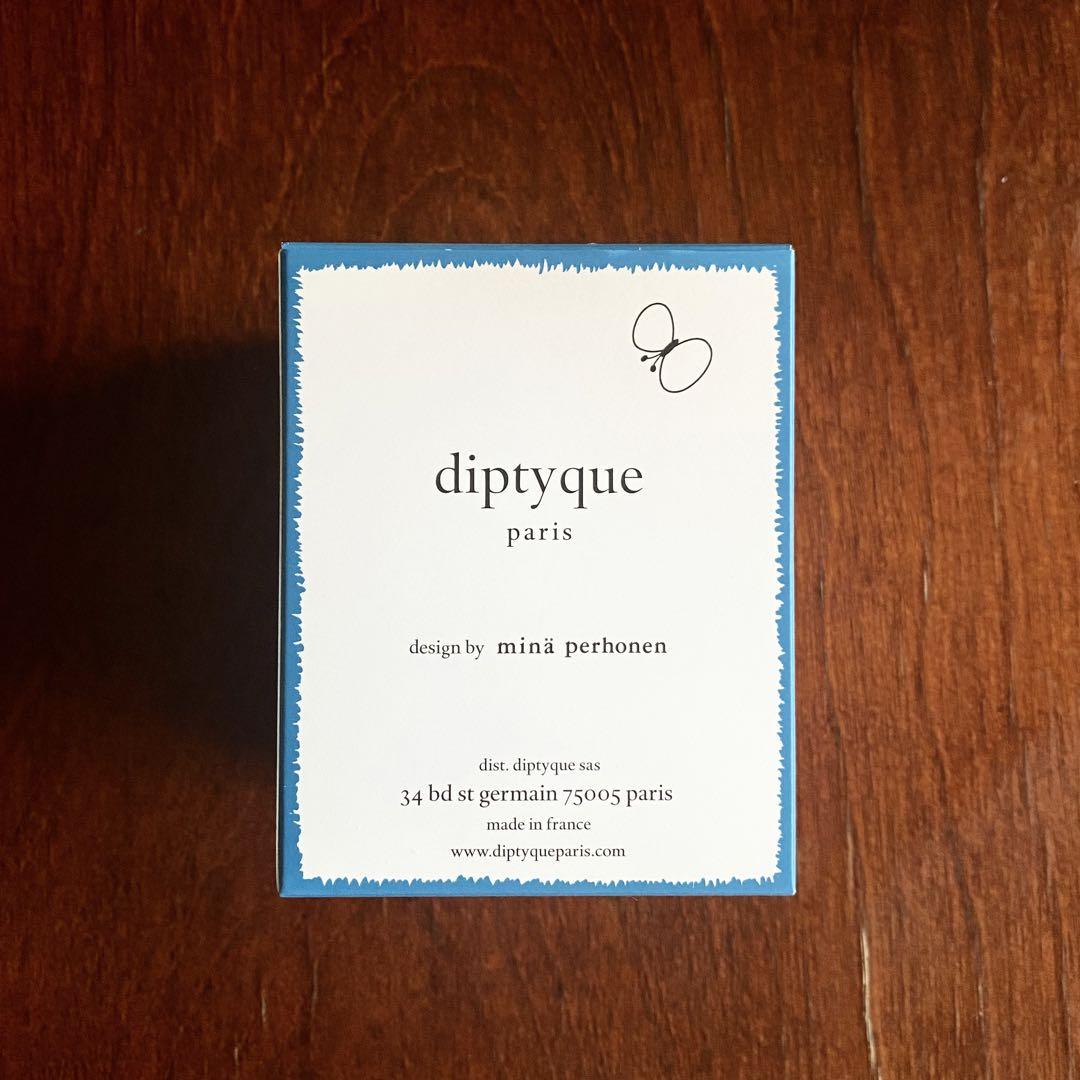 diptyque
paris
design by minä perhonen
dist. diptyque sas
34 bd st germain 75005 paris
made in france
www.diptyqueparis.com